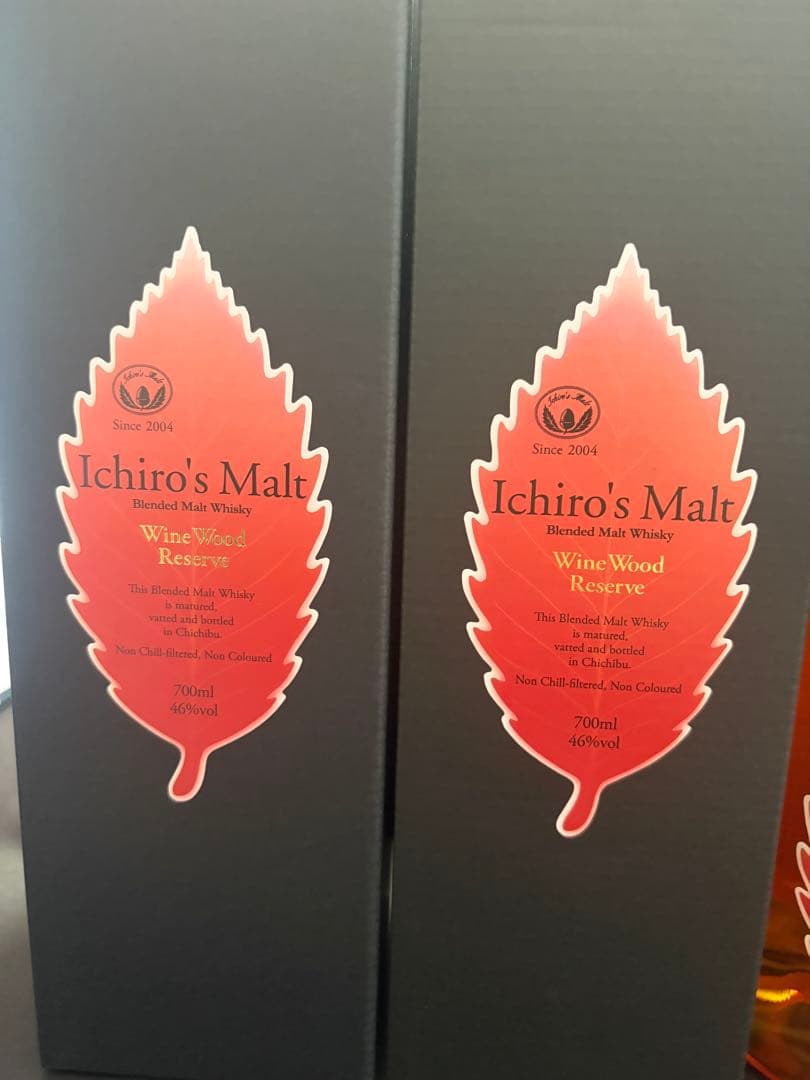 Ichiro's Malt
Since 2004
Ichiro's Malt
Blended Malt Whisky
Wine Wood
Reserve
This Blended Malt Whisky
is matured,
vatted and bottled
in Chichibu.
Non Chill-filtered, Non Coloured
700ml
46%vol
Ichiro's Malt
Since 2004
Ichiro's Malt
Blended Malt Whisky
Wine Wood
Reserve
This Blended Malt Whisky
is matured,
vatted and bottled
in Chichibu.
Non Chill-filtered, Non Coloured
700ml
46%vol